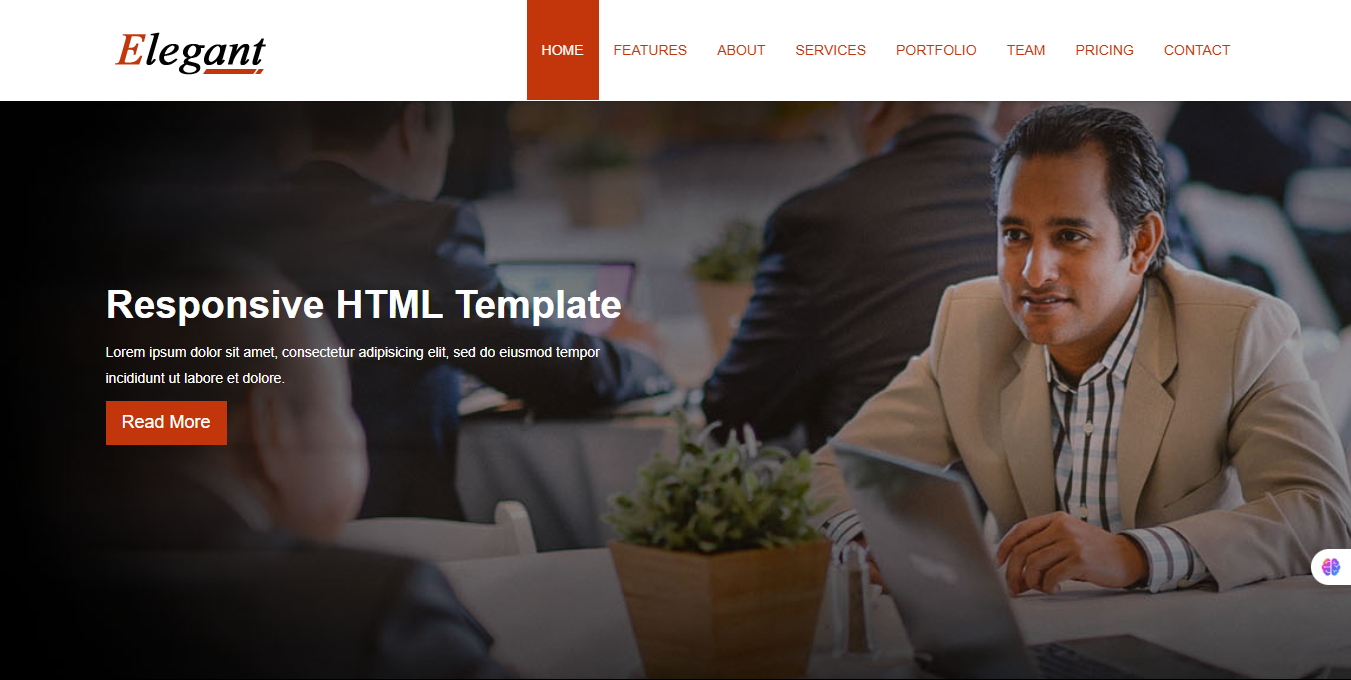 Elegant
HOME FEATURES ABOUT SERVICES PORTFOLIO TEAM PRICING CONTACT
Responsive HTML Template
Lorem ipsum dolor sit amet, consectetur adipisicing elit, sed do eiusmod tempor
incididunt ut labore et dolore.
Read More